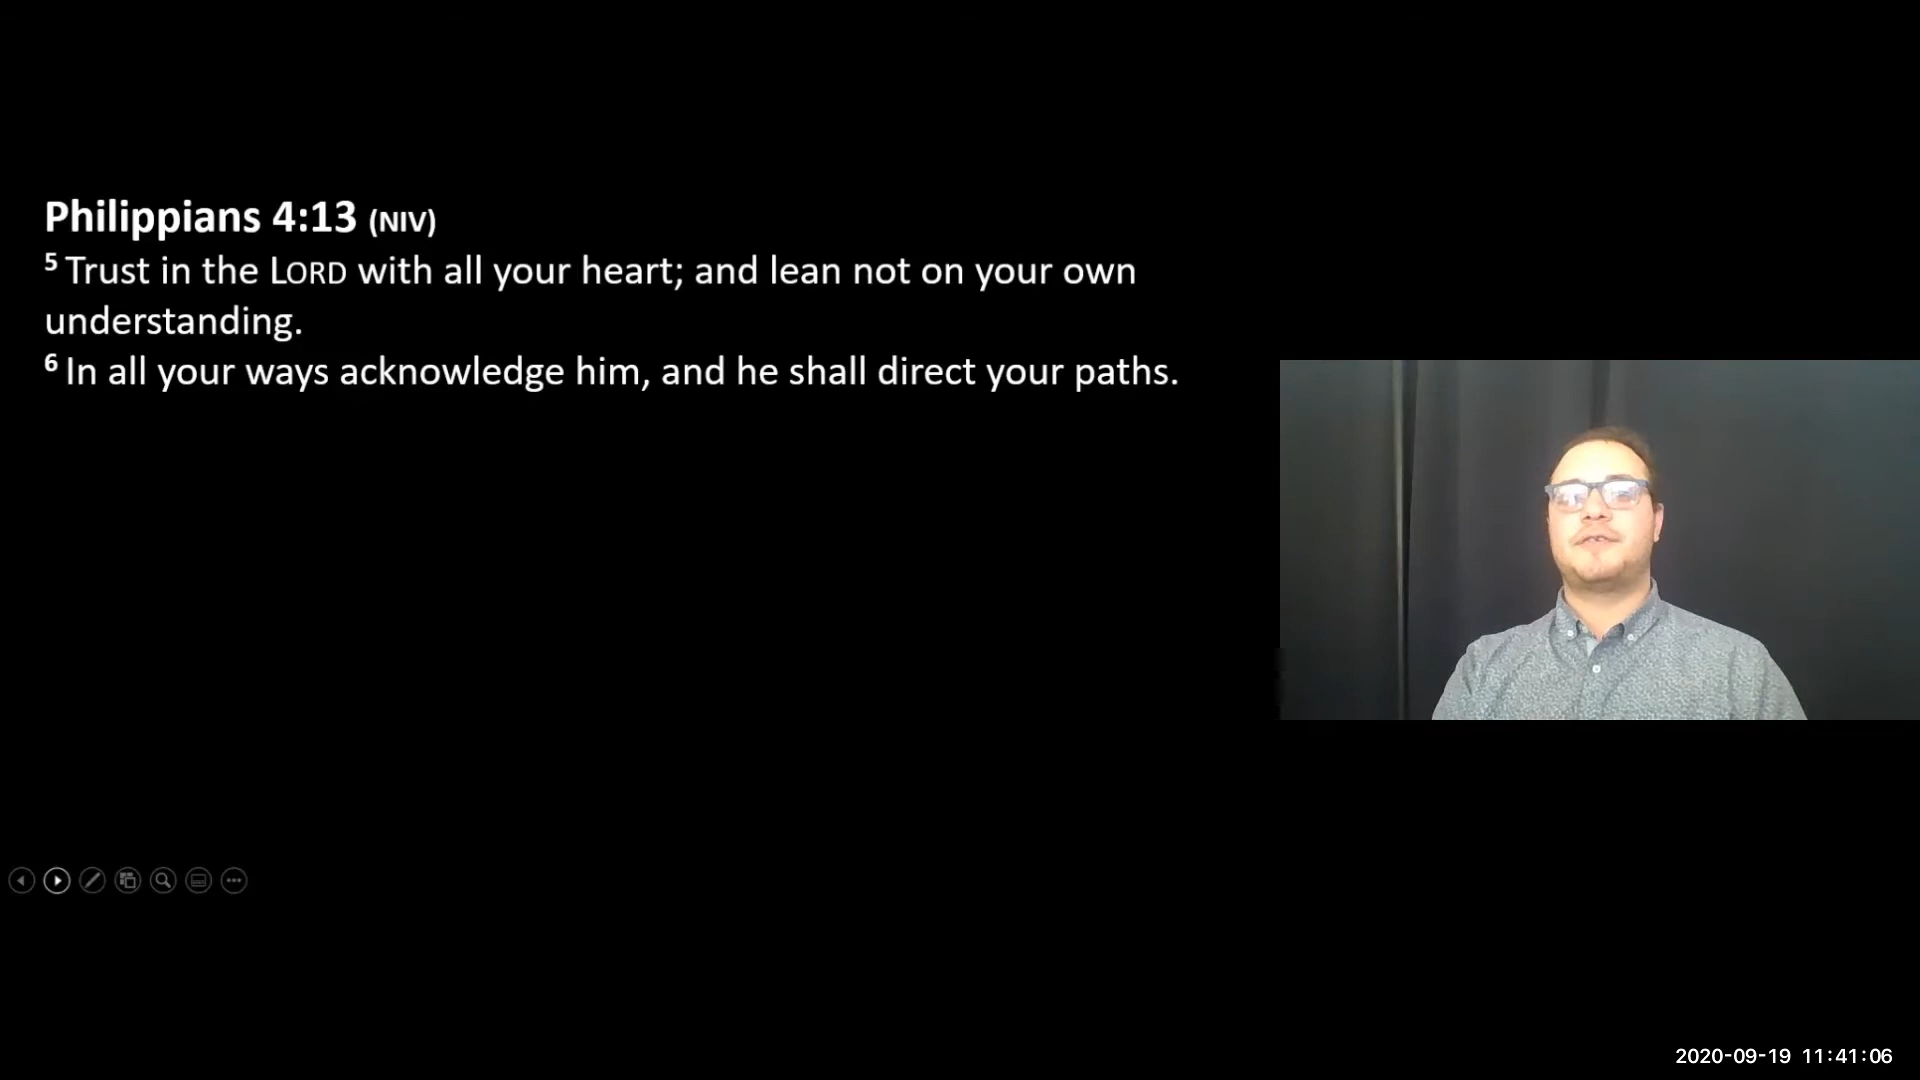 Philippians 4:13 (NIV)
5 Trust in the LORD with all your heart; and lean not on your own
understanding.
6 In all your ways acknowledge him, and he shall direct your paths.
2020-09-19 11:41:06